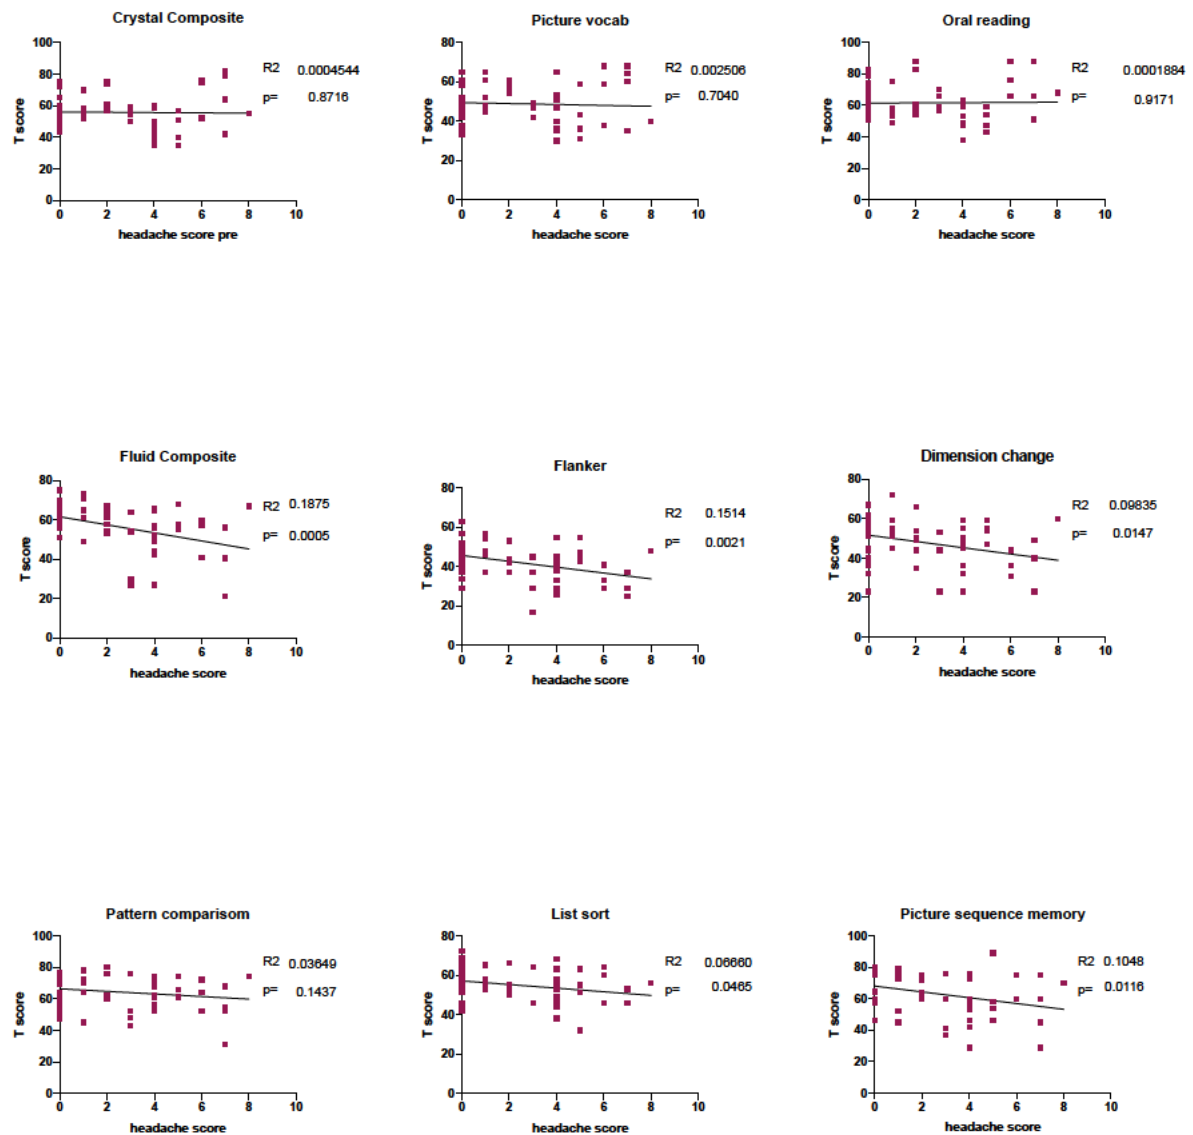 Crystal Composite
R2 0.0004544
p= 0.8716
T score
100
80
60
40
20
0
0 2 4 6 8 10
headache score pre
Picture vocab
R2 0.002506
p= 0.7040
T score
80
60
40
20
0
0 2 4 6 8 10
headache score
Oral reading
R2 0.0001884
p= 0.9171
T score
100
80
60
40
20
0
0 2 4 6 8 10
headache score
Fluid Composite
R2 0.1875
p= 0.0005
T score
80
60
40
20
0
0 2 4 6 8 10
headache score
Flanker
R2 0.1514
p= 0.0021
T score
80
60
40
20
0
0 2 4 6 8 10
headache score
Dimension change
R2 0.09835
p= 0.0147
T score
80
60
40
20
0
0 2 4 6 8 10
headache score
Pattern comparisom
R2 0.03649
p= 0.1437
T score
100
80
60
40
20
0
0 2 4 6 8 10
headache score
List sort
R2 0.06660
p= 0.0465
T score
80
60
40
20
0
0 2 4 6 8 10
headache score
Picture sequence memory
R2 0.1048
p= 0.0116
T score
100
80
60
40
20
0
0 2 4 6 8 10
headache score